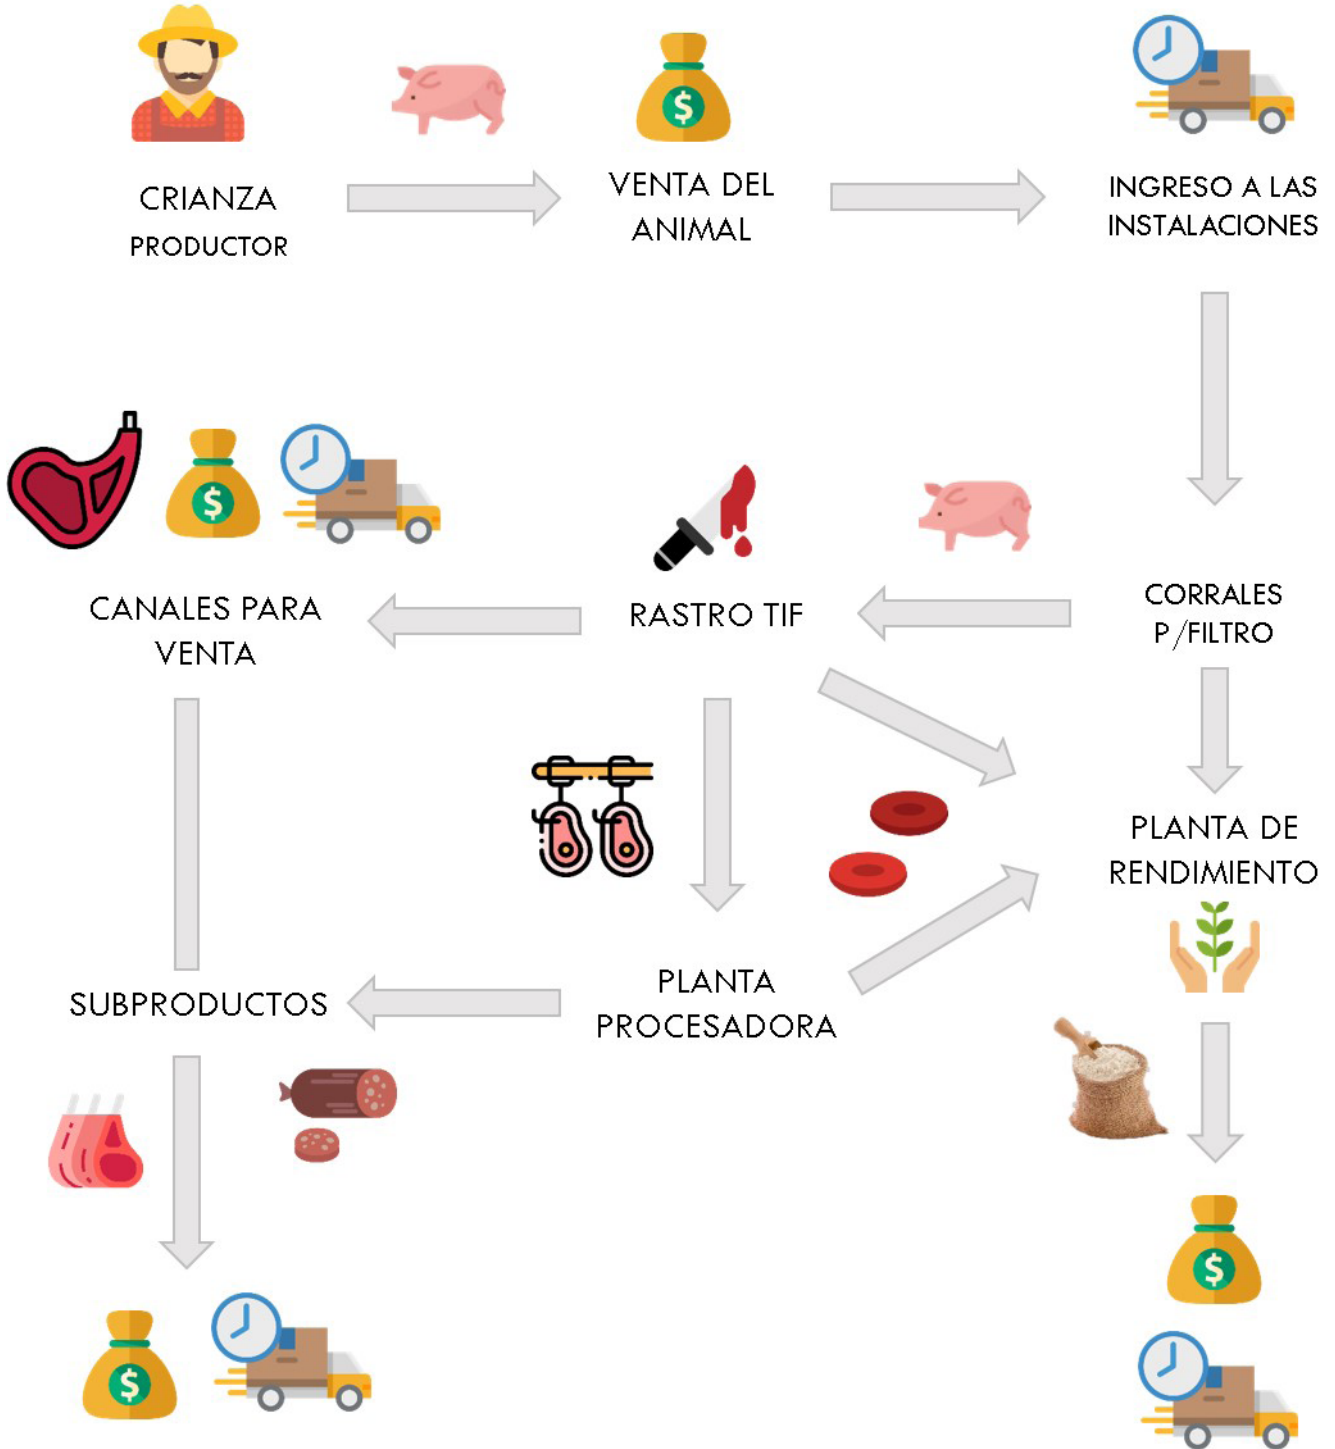 CRIANZA
PRODUCTOR
VENTA DEL
ANIMAL
INGRESO A LAS
INSTALACIONES
CANALES PARA
VENTA
RASTRO TIF
CORRALES
P/FILTRO
PLANTA DE
RENDIMIENTO
SUBPRODUCTOS
PLANTA
PROCESADORA
$
$
$
$